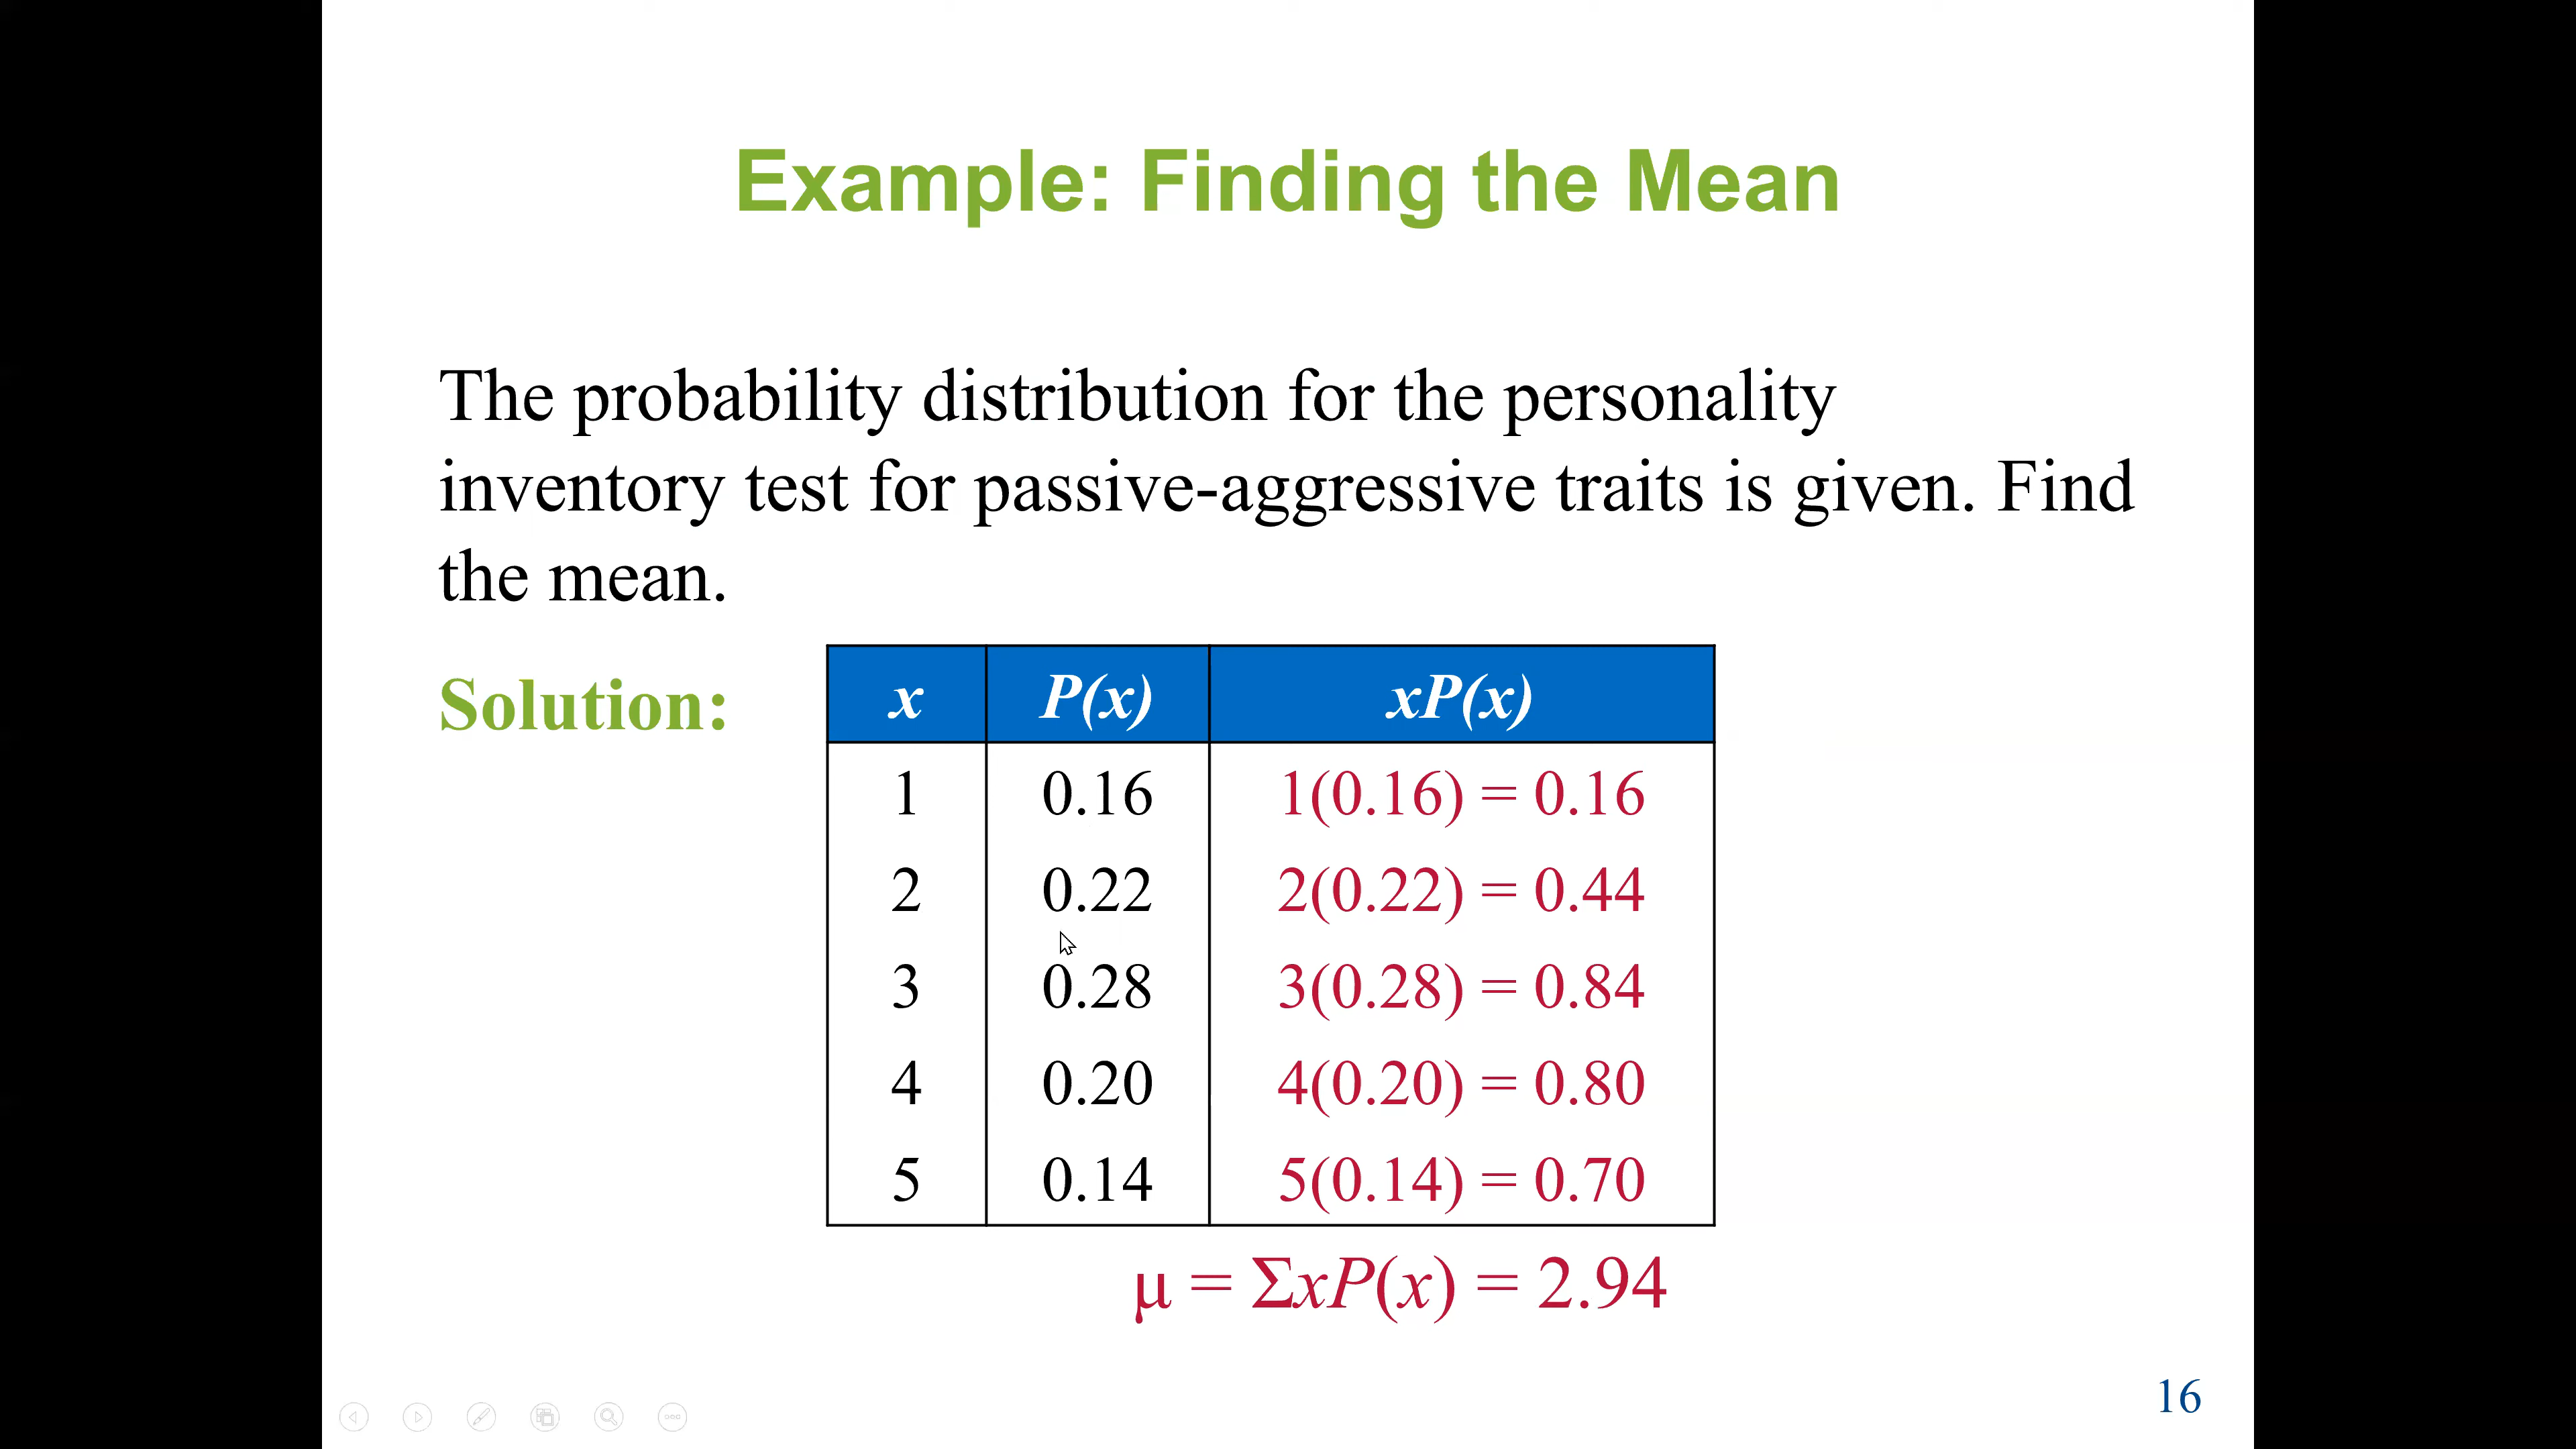 Example: Finding the Mean
The probability distribution for the personality
inventory test for passive-aggressive traits is given. Find
the mean.
Solution:
x P(x) xP(x)
1 0.16 1(0.16) = 0.16
2 0.22 2(0.22) = 0.44
3 0.28 3(0.28) = 0.84
4 0.20 4(0.20) = 0.80
5 0.14 5(0.14) = 0.70
μ = ΣxP(x) = 2.94
16